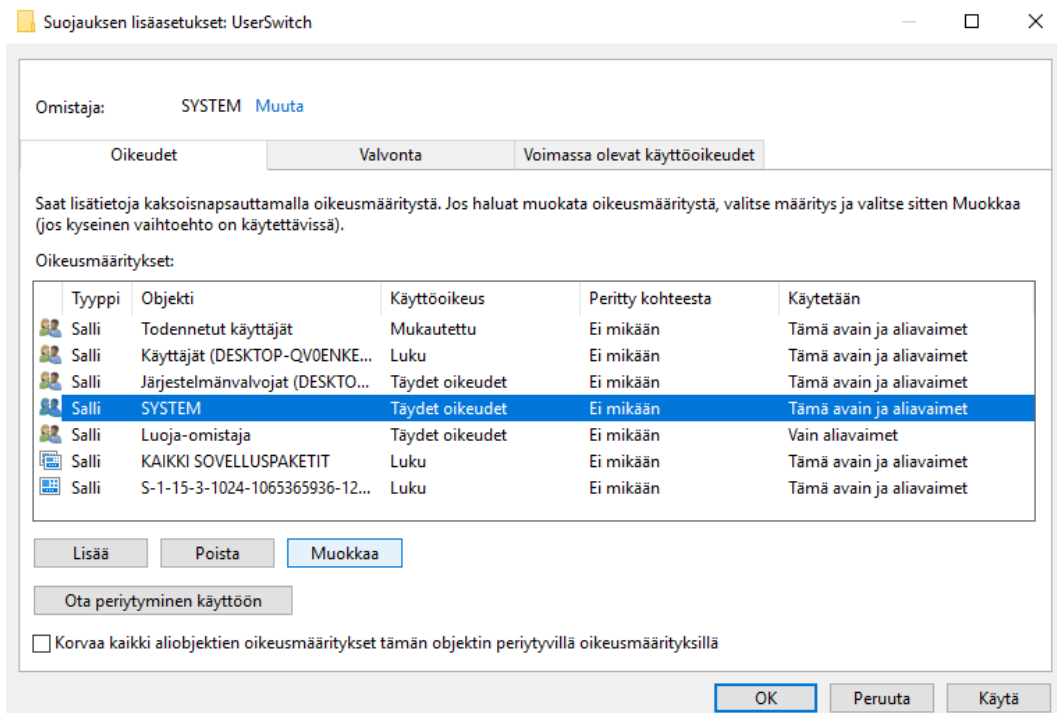 Suojauksen lisäasetukset: UserSwitch
Omistaja: SYSTEM Muuta
Oikeudet Valvonta Voimassa olevat käyttöoikeudet
Saat lisätietoja kaksoisnapsauttamalla oikeusmääritystä. Jos haluat muokata oikeusmääritystä, valitse määritys ja valitse sitten Muokkaa
(jos kyseinen vaihtoehto on käytettävissä).
Oikeusmääritykset:
Tyyppi Objekti Käyttöoikeus Peritty kohteesta Käytetään
Salli Todennetut käyttäjät Mukautettu Ei mikään Tämä avain ja aliavaimet
Salli Käyttäjät (DESKTOP-QV0ENKE... Luku Ei mikään Tämä avain ja aliavaimet
Salli Järjestelmänvalvojat (DESKTO... Täydet oikeudet Ei mikään Tämä avain ja aliavaimet
Salli SYSTEM Täydet oikeudet Ei mikään Tämä avain ja aliavaimet
Salli Luoja-omistaja Täydet oikeudet Ei mikään Vain aliavaimet
Salli KAIKKI SOVELLUSPAKETIT Luku Ei mikään Tämä avain ja aliavaimet
Salli S-1-15-3-1024-1065365936-12... Luku Ei mikään Tämä avain ja aliavaimet
Lisää Poista Muokkaa
Ota periytyminen käyttöön
Korvaa kaikki aliobjektien oikeusmääritykset tämän objektin periytyvillä oikeusmäärityksillä
OK Peruuta Käytä